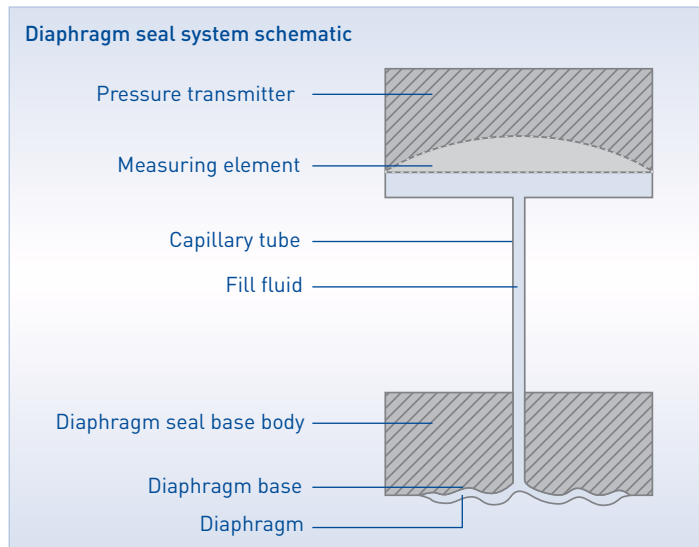 Diaphragm seal system schematic
Pressure transmitter
Measuring element
Capillary tube
Fill fluid
Diaphragm seal base body
Diaphragm base
Diaphragm